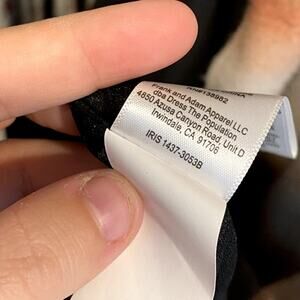 Frank and Adam Apparel LLC
dba Dress The Population
4850 Azusa Canyon Road, Unit D
Irwindale, CA 91706
IRIS 1437-3053B